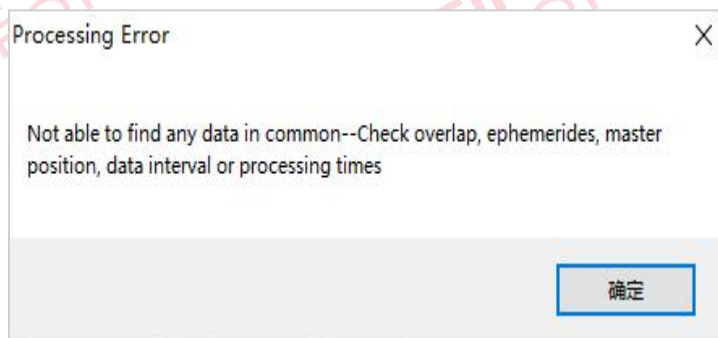 Processing Error
Not able to find any data in common--Check overlap, ephemerides, master
position, data interval or processing times
确定